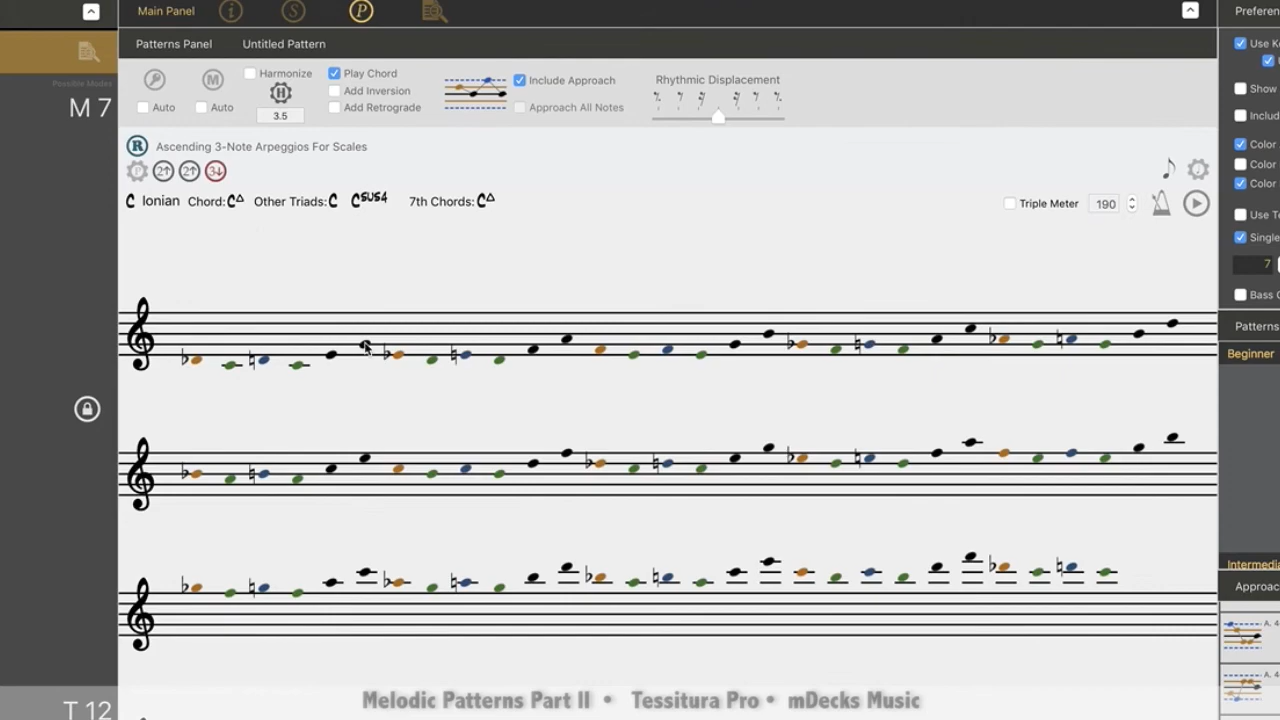 Main Panel
Patterns Panel Untitled Pattern
Possible Modes
M 7
Auto Auto
Harmonize
3.5
Play Chord
Add Inversion
Add Retrograde
Include Approach
Approach All Notes
Rhythmic Displacement
Ascending 3-Note Arpeggios For Scales
C Ionian Chord: C△ Other Triads: C Csus4 7th Chords: C△
Triple Meter 190
T 12
Preferen
Use K
Show
Includ
Color
Color
Color
Use T
Single
7
Bass C
Patterns
Beginner
Intermedia
Approac
A. 4
A. 4
Melodic Patterns Part II • Tessitura Pro • mDecks Music